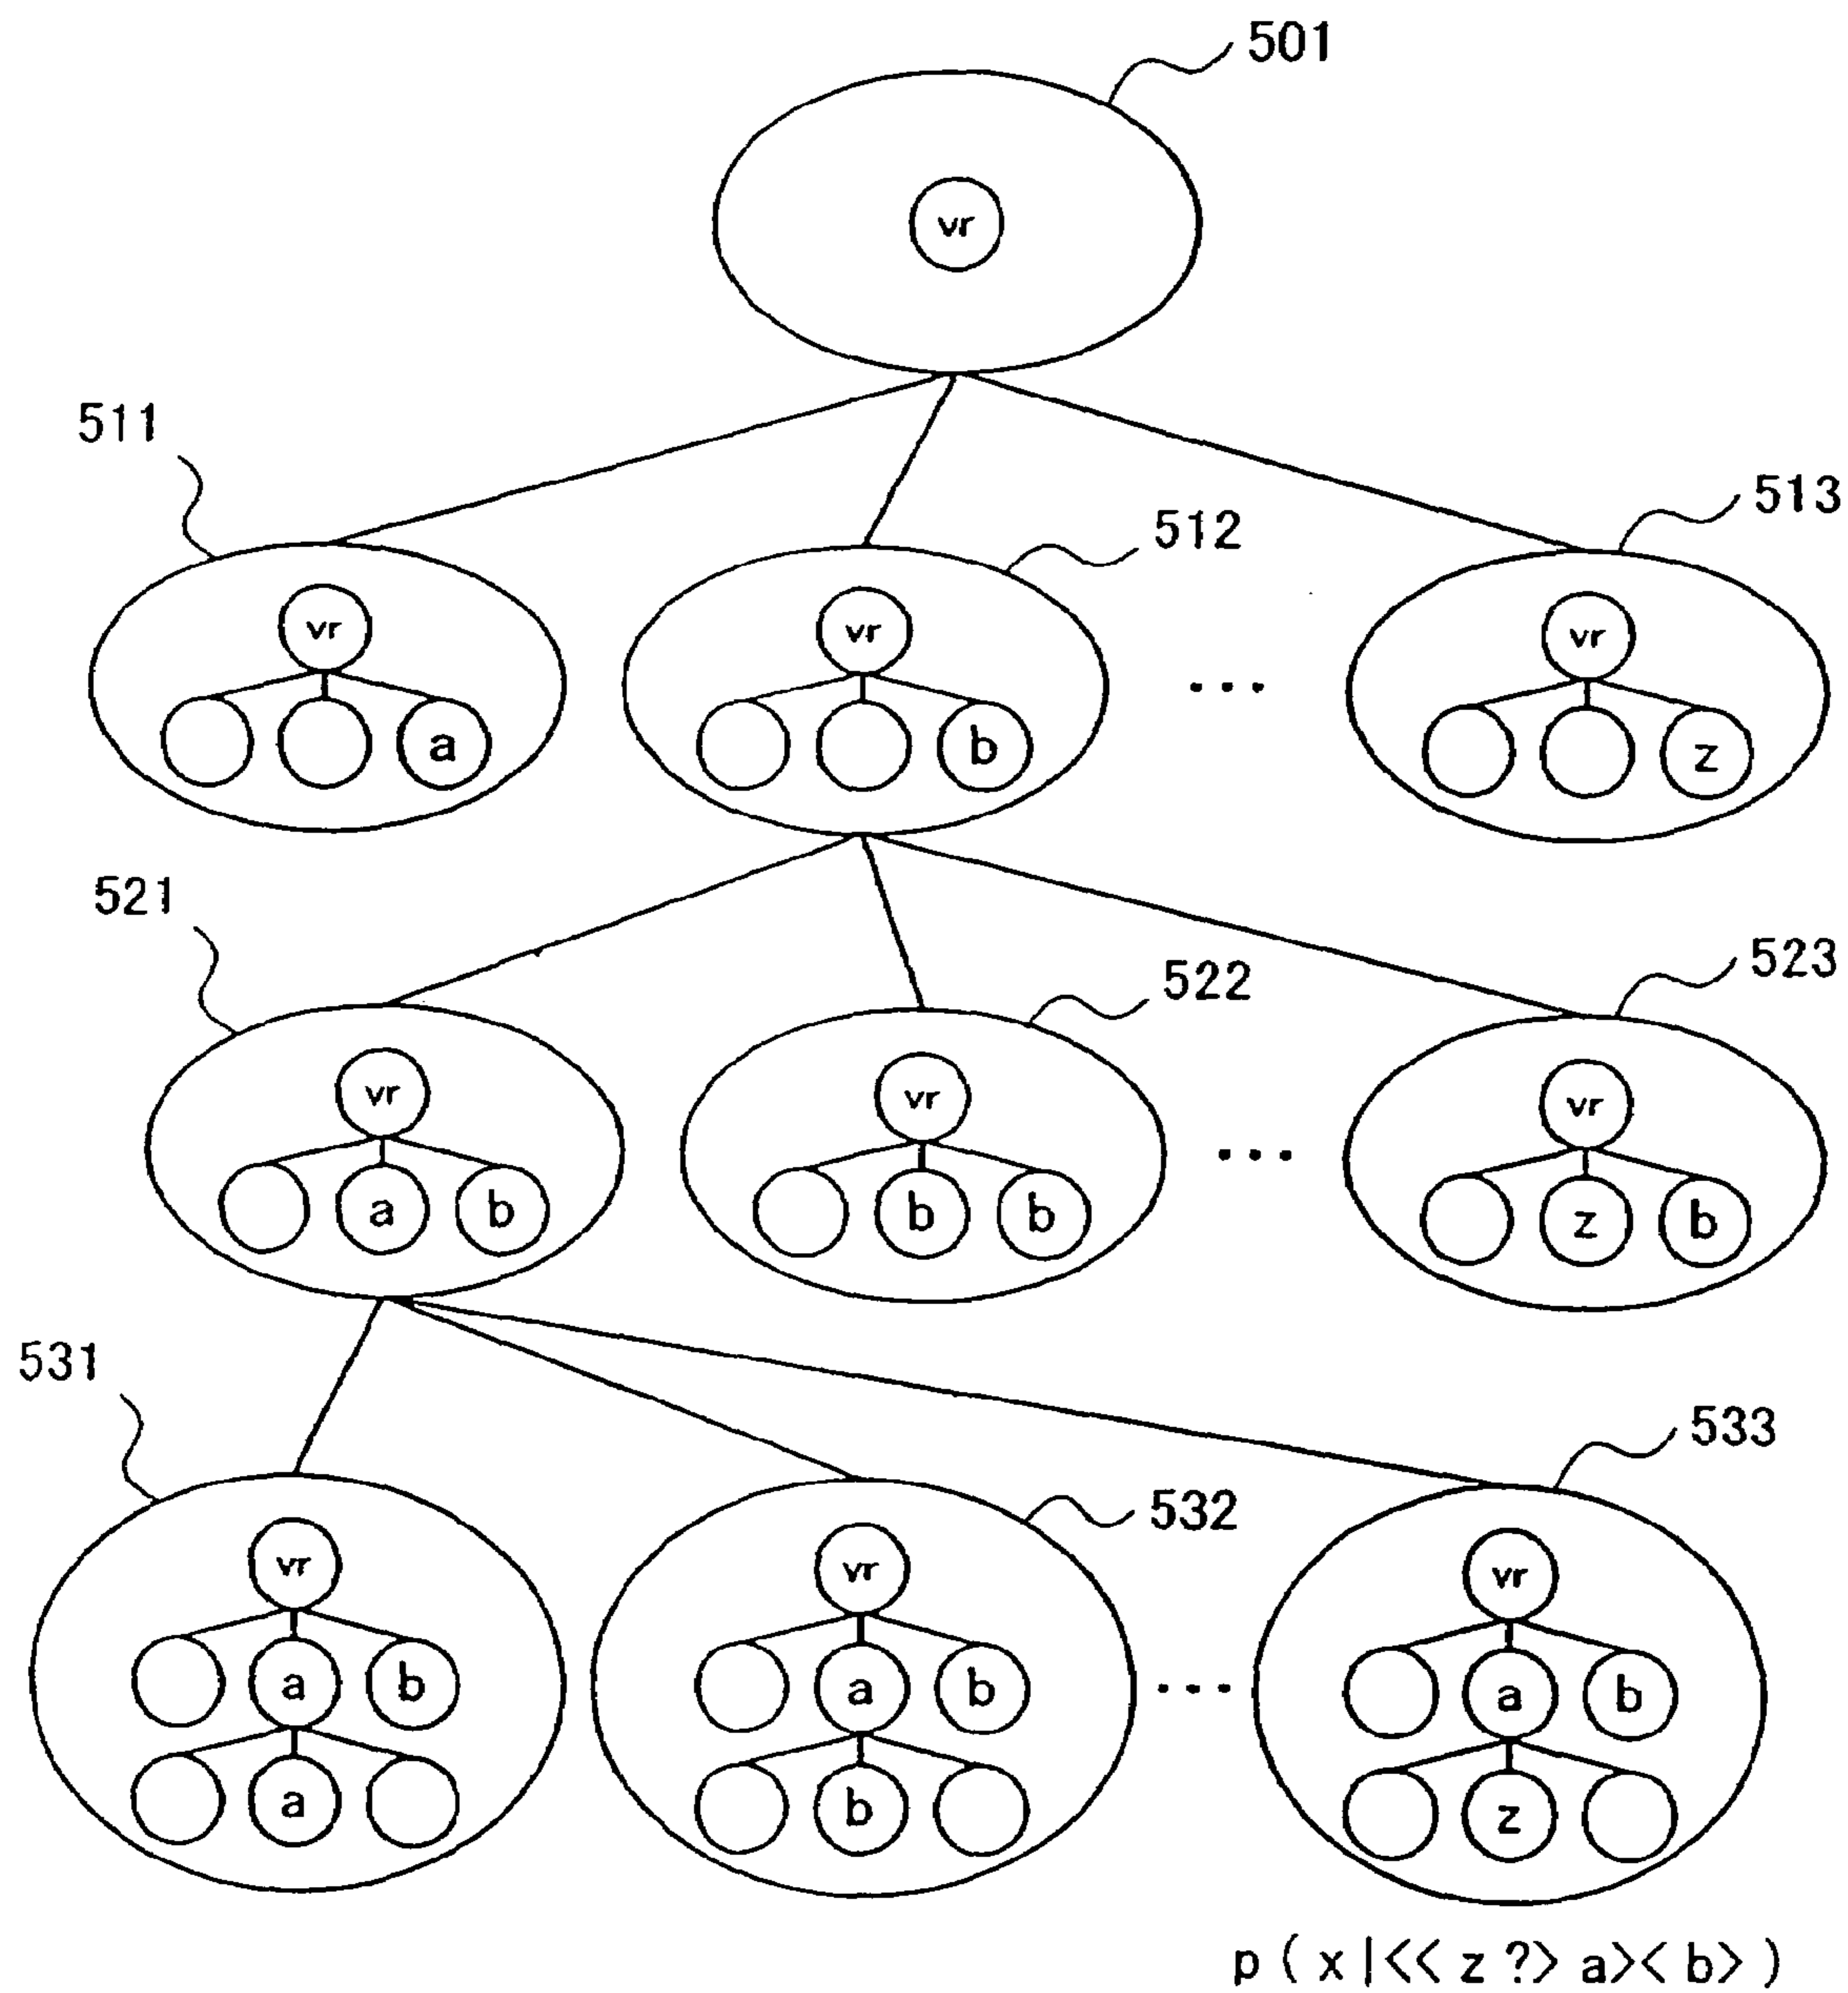 501
vr
511
512
513
vr
vr
vr
a
b
...
z
521
522
523
vr
vr
vr
a b
b b
...
z b
531
532
533
vr
vr
vr
a b
a b
...
a b
a
b
z
p ( x | << z ?> a>< b> )